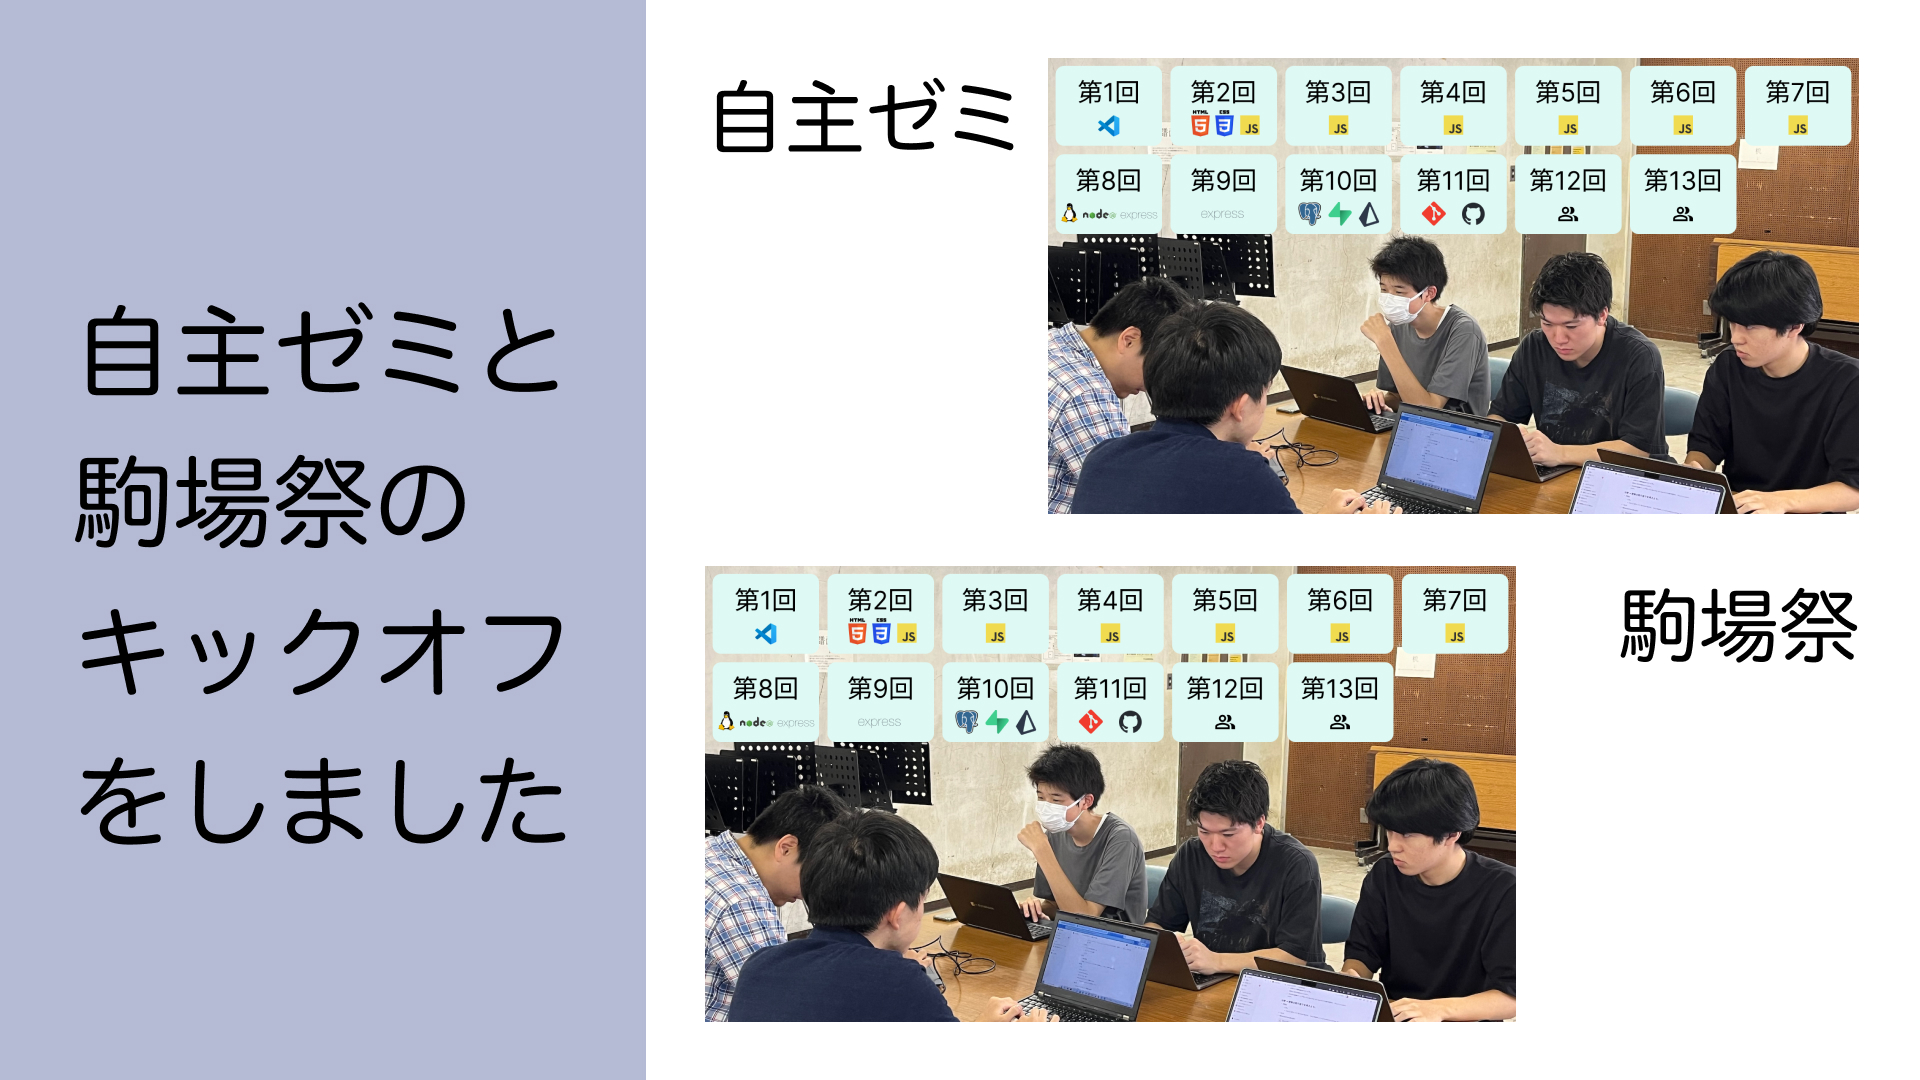 自主ゼミと
駒場祭の
キックオフ
をしました
自主ゼミ
第1回
第2回
HTML
5
CSS
3
JS
第3回
JS
第4回
JS
第5回
JS
第6回
JS
第7回
JS
第8回
node
express
第9回
express
第10回
第11回
第12回
第13回
駒場祭
第1回
第2回
HTML
5
CSS
3
JS
第3回
JS
第4回
JS
第5回
JS
第6回
JS
第7回
JS
第8回
node
express
第9回
express
第10回
第11回
第12回
第13回